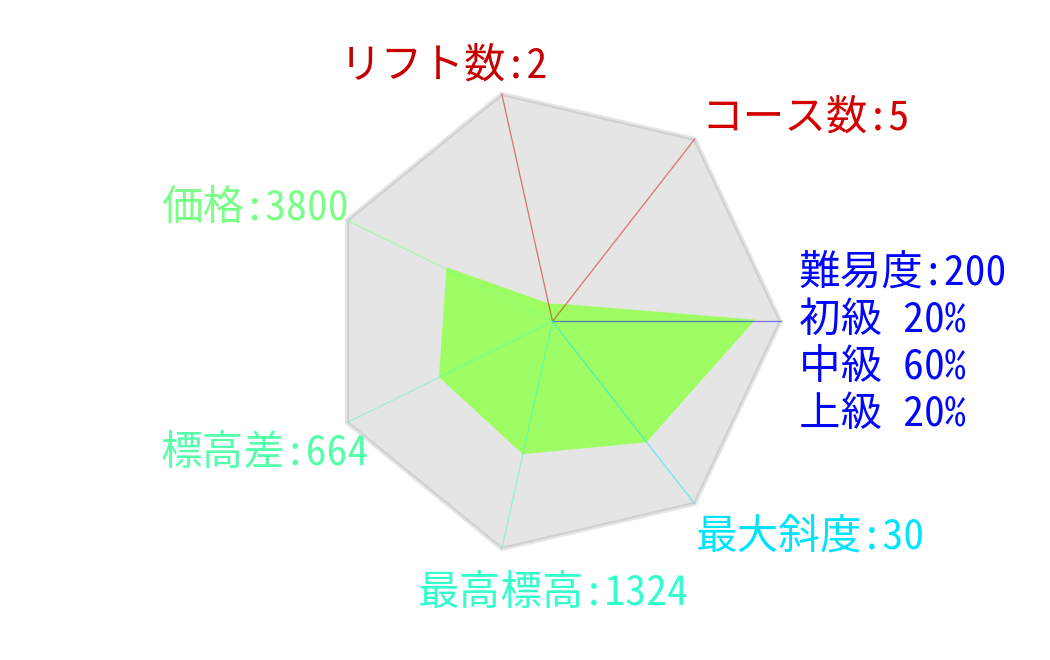 リフト数:2
コース数:5
価格:3800
難易度:200
初級 20%
中級 60%
上級 20%
標高差:664
最大斜度:30
最高標高:1324